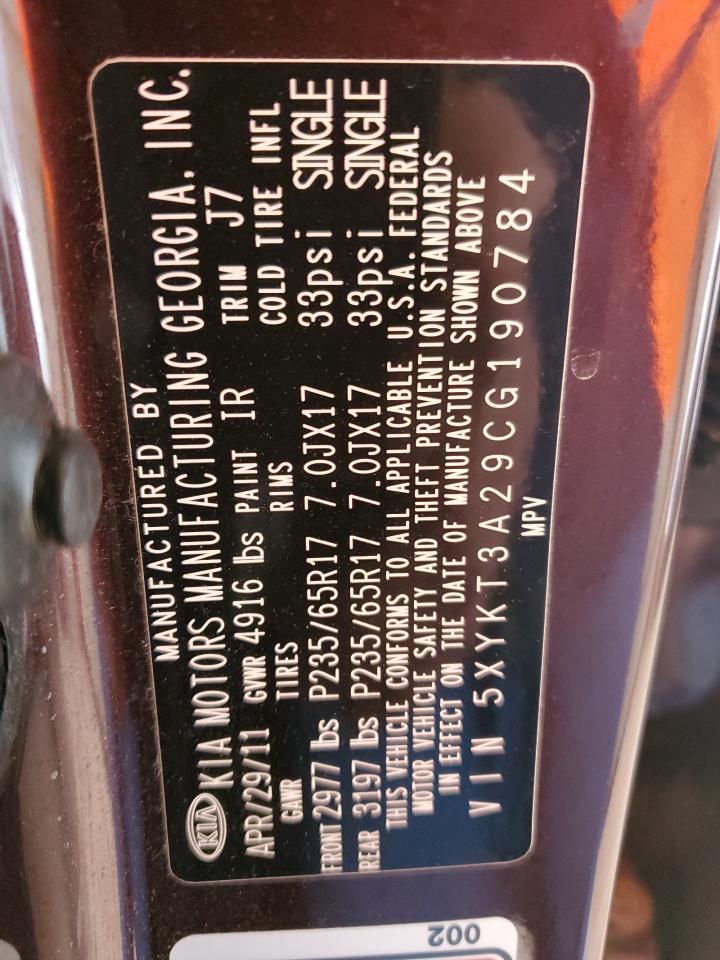 MANUFACTURED BY
KIA KIA MOTORS MANUFACTURING GEORGIA, INC.
APR/29/11 GVWR 4916 lbs PAINT IR TRIM J7
GAWR TIRES RIMS COLD TIRE INFL
FRONT 2977 lbs P235/65R17 7.0JX17 33psi SINGLE
REAR 3197 lbs P235/65R17 7.0JX17 33psi SINGLE
THIS VEHICLE CONFORMS TO ALL APPLICABLE U.S.A. FEDERAL
MOTOR VEHICLE SAFETY AND THEFT PREVENTION STANDARDS
IN EFFECT ON THE DATE OF MANUFACTURE SHOWN ABOVE
VIN 5XYKT3A29CG190784
MPV
002